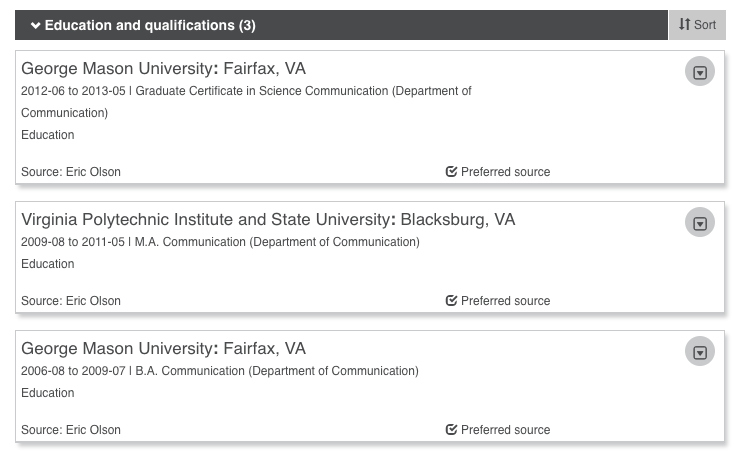 Education and qualifications (3)
Sort
George Mason University: Fairfax, VA
2012-06 to 2013-05 | Graduate Certificate in Science Communication (Department of
Communication)
Education
Source: Eric Olson
Preferred source
Virginia Polytechnic Institute and State University: Blacksburg, VA
2009-08 to 2011-05 | M.A. Communication (Department of Communication)
Education
Source: Eric Olson
Preferred source
George Mason University: Fairfax, VA
2006-08 to 2009-07 | B.A. Communication (Department of Communication)
Education
Source: Eric Olson
Preferred source